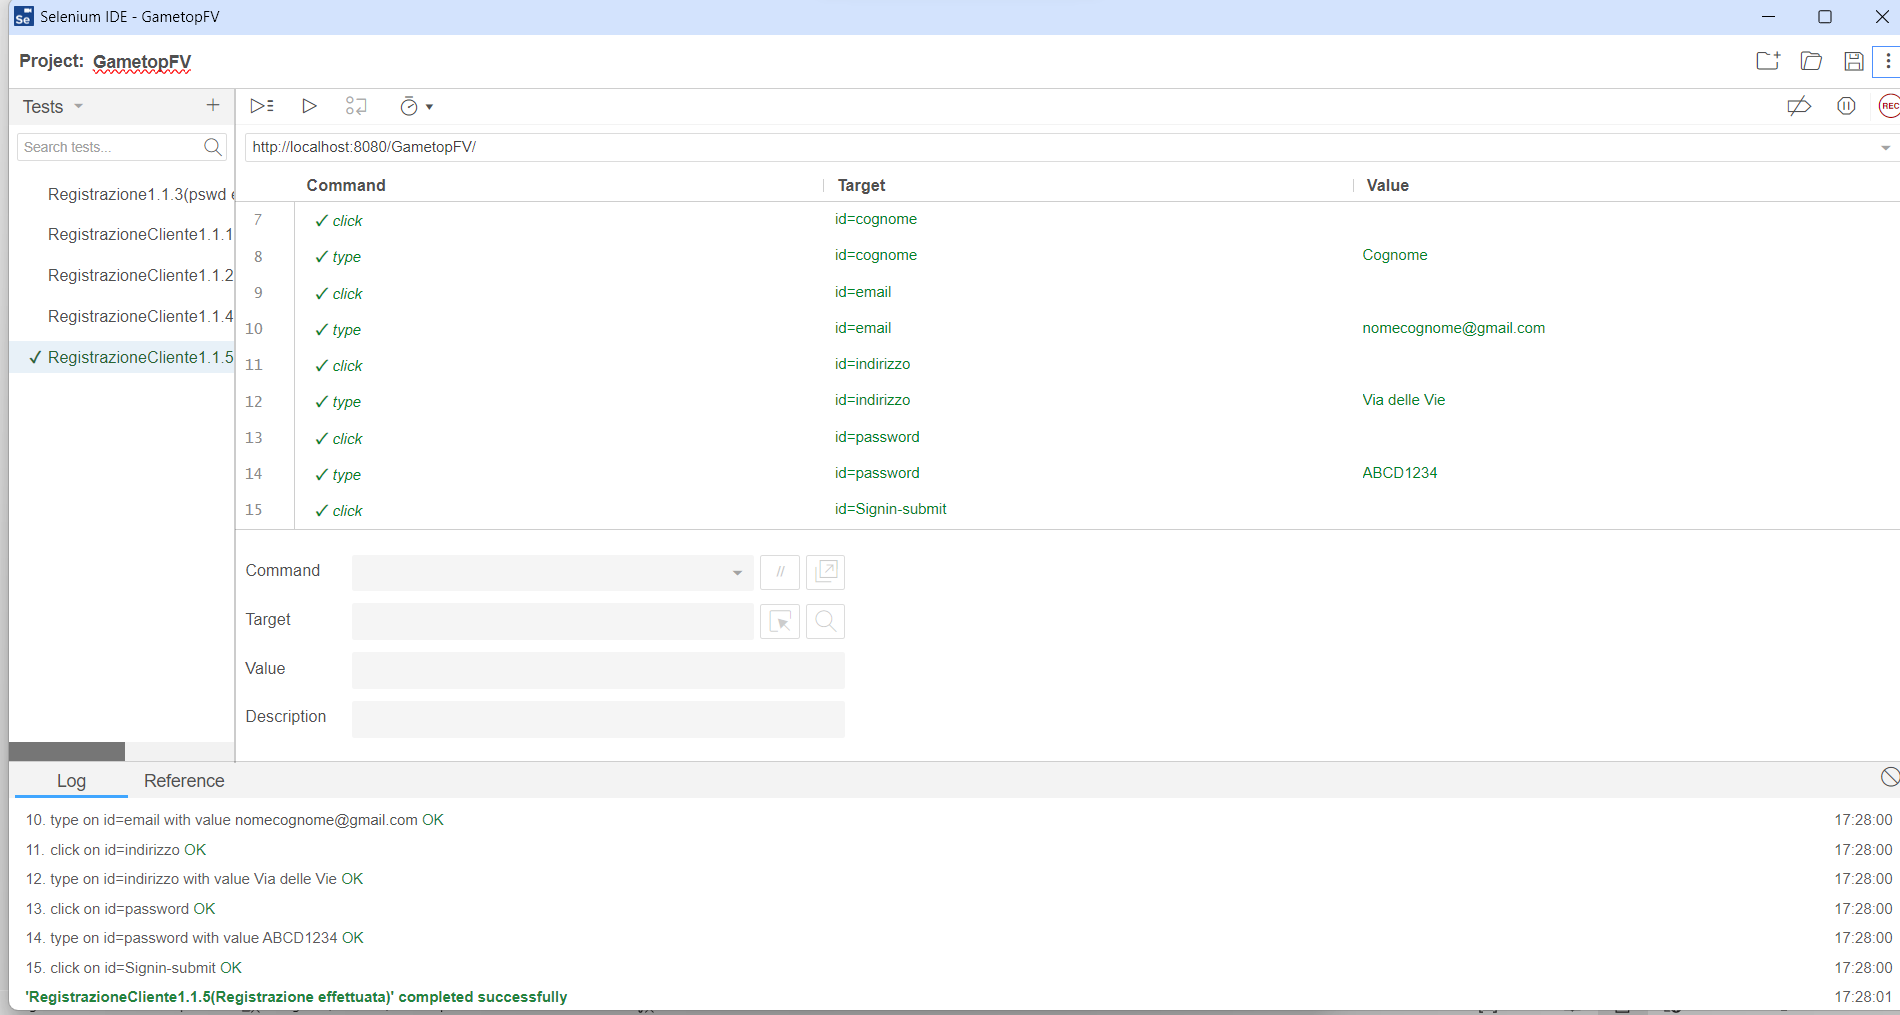 Selenium IDE - GametopFV
Project: GametopFV
Tests
Search tests...
Registrazione1.1.3(pswd
RegistrazioneCliente1.1.1
RegistrazioneCliente1.1.2
RegistrazioneCliente1.1.4
✓ RegistrazioneCliente1.1.5
REC
http://localhost:8080/GametopFV/
Command Target Value
7 ✓ click id=cognome
8 ✓ type id=cognome Cognome
9 ✓ click id=email
10 ✓ type id=email nomecognome@gmail.com
11 ✓ click id=indirizzo
12 ✓ type id=indirizzo Via delle Vie
13 ✓ click id=password
14 ✓ type id=password ABCD1234
15 ✓ click id=Signin-submit
Command //
Target
Value
Description
Log Reference
10. type on id=email with value nomecognome@gmail.com OK 17:28:00
11. click on id=indirizzo OK 17:28:00
12. type on id=indirizzo with value Via delle Vie OK 17:28:00
13. click on id=password OK 17:28:00
14. type on id=password with value ABCD1234 OK 17:28:00
15. click on id=Signin-submit OK 17:28:00
'RegistrazioneCliente1.1.5(Registrazione effettuata)' completed successfully 17:28:01